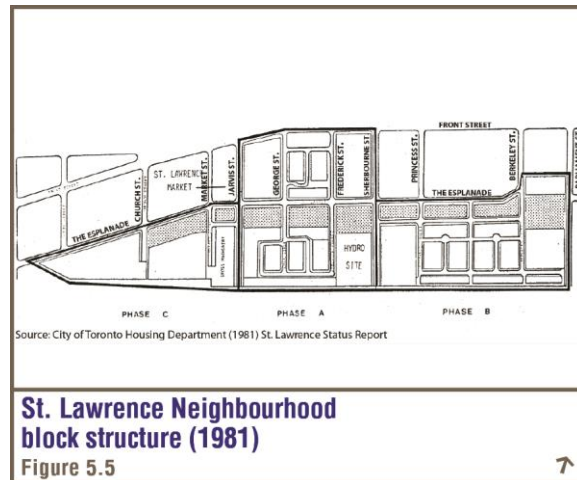 FRONT STREET
CHURCH ST.
ST. LAWRENCE
MARKET
MARKET ST.
JARVIS ST.
GEORGE ST.
FREDERICK ST.
SHERBOURNE ST.
PRINCESS ST.
BERKELEY ST.
THE ESPLANADE
THE ESPLANADE
HYDRO
SITE
PHASE C
PHASE A
PHASE B
Source: City of Toronto Housing Department (1981) St. Lawrence Status Report
St. Lawrence Neighbourhood
block structure (1981)
Figure 5.5